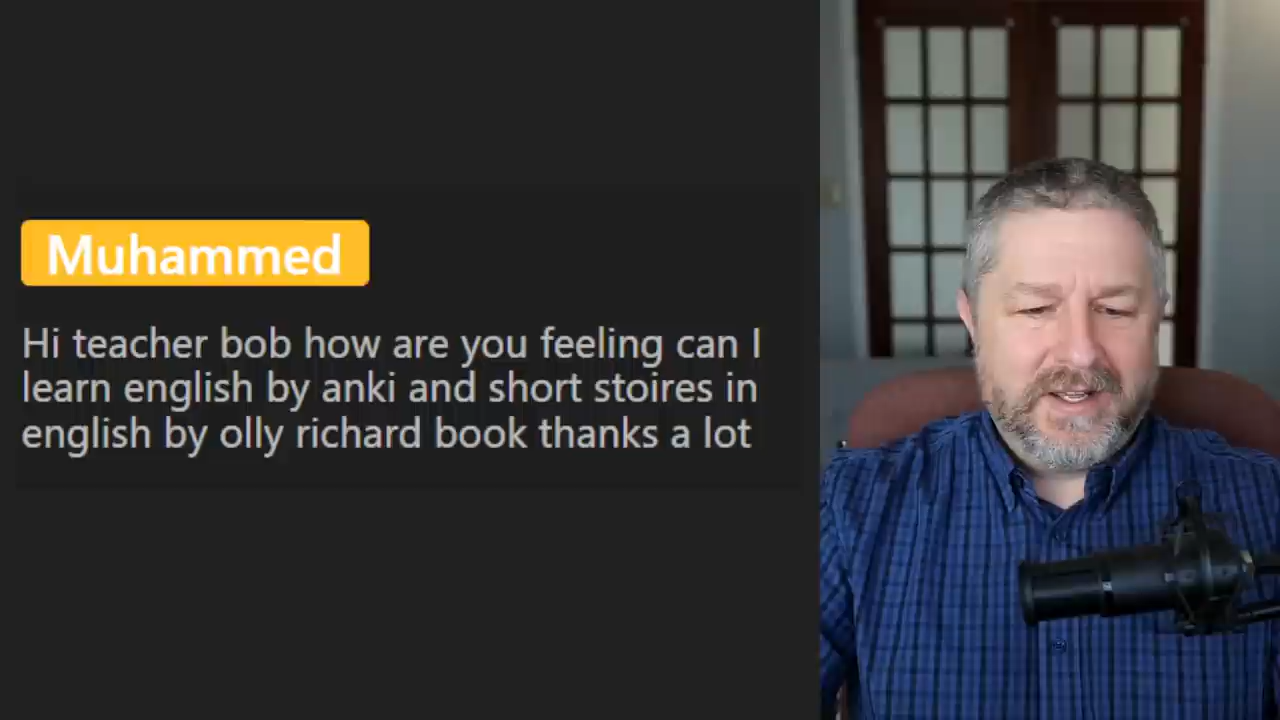 Muhammed
Hi teacher bob how are you feeling can I
learn english by anki and short stoires in
english by olly richard book thanks a lot